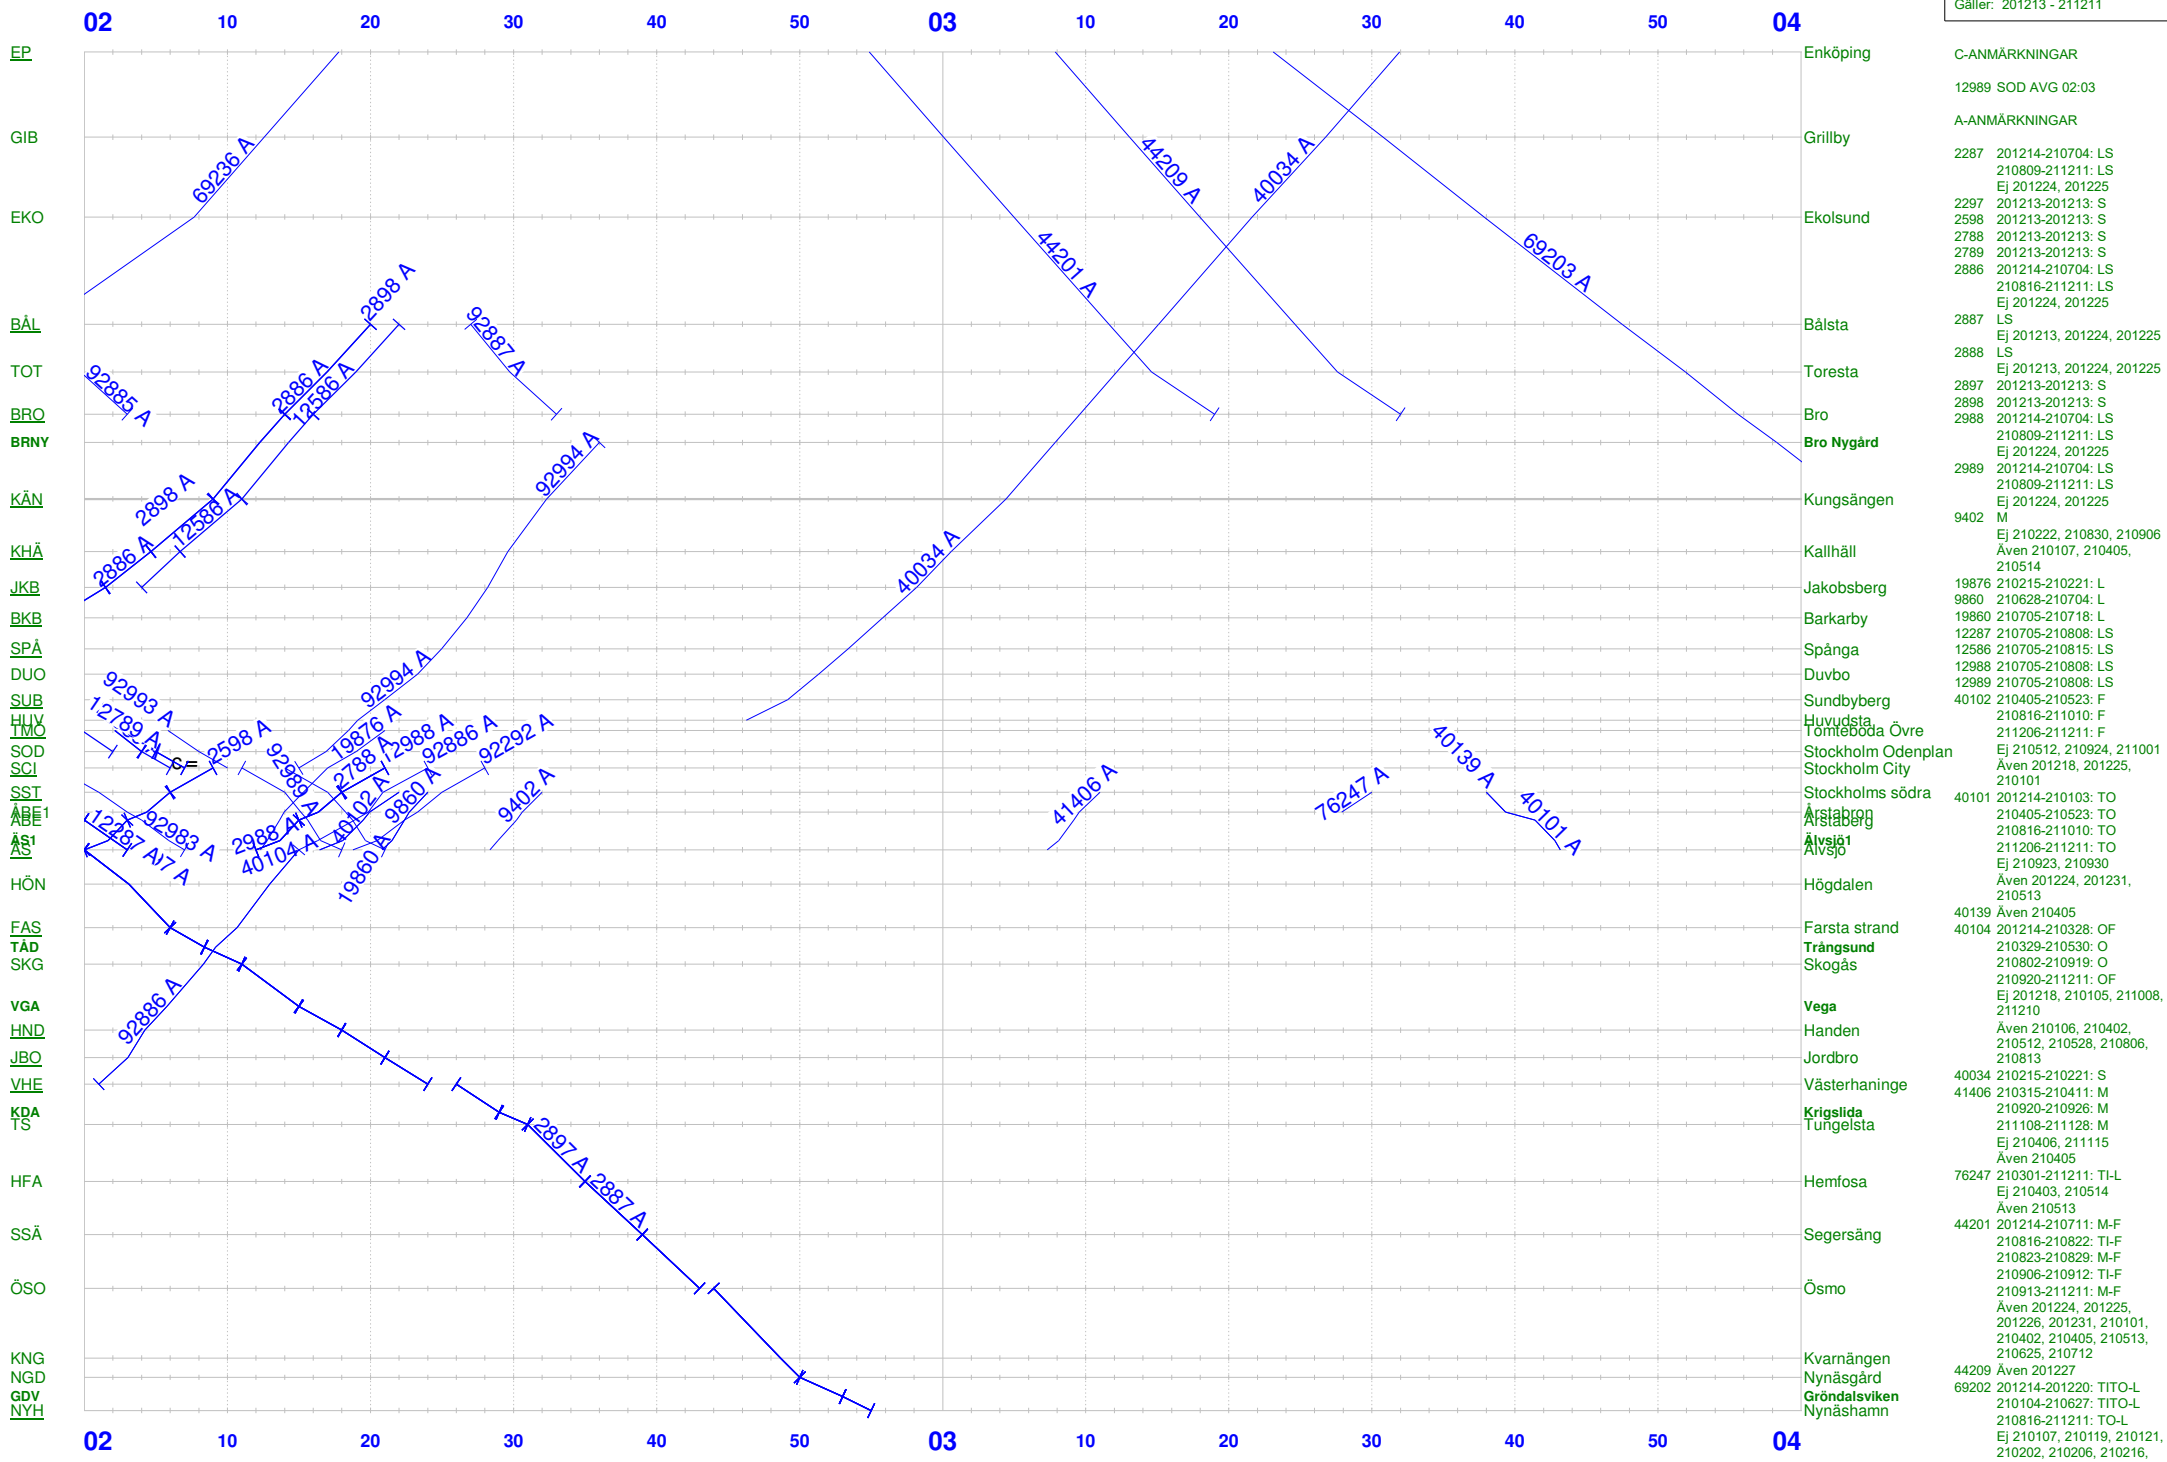 Gäller: 201213 - 211211
02 10 20 30 40 50 03 10 20 30 40 50 04
EP Enköping
GIB Grillby
EKO Ekolsund
BÅL Bålsta
TOT Toresta
BRO Bro
BRNY Bro Nygård
KÄN Kungsängen
KHÄ Kallhäll
JKB Jakobsberg
BKB Barkarby
SPÅ Spånga
DUO Duvbo
SUB Sundbyberg
HUV Huvudsta
TMÖ Tomteboda Övre
SOD Stockholm Odenplan
SCI Stockholm City
SST Stockholms södra
ÅBE1 Årstabron
ÅBE Årstaberg
ÄS1 Älvsjö1
ÄS Älvsjö
HÖN Högdalen
FAS Farsta strand
TÅD Trångsund
SKG Skogås
VGA Vega
HND Handen
JBO Jordbro
VHE Västerhaninge
KDA Krigslida
TS Tungelsta
HFA Hemfosa
SSÄ Segersäng
ÖSO Ösmo
KNG Kvarnängen
NGD Nynäsgård
GDV Gröndalsviken
NYH Nynäshamn
02 10 20 30 40 50 03 10 20 30 40 50 04
69236 A
44209 A
40034 A
44201 A
69203 A
2898 A
92887 A
2886 A
12586 A
92885 A
92994 A
2898 A
12586 A
2886 A
40034 A
92994 A
92993 A
12789 A
C=
2598 A
92989 A
19876 A
2788 A
2988 A
92886 A
92292 A
40102 A
9860 A
9402 A
41406 A
76247 A
40139 A
40101 A
12287 A
92983 A
2988 A
40104 A
19860 A
92886 A
2897 A
2887 A
C-ANMÄRKNINGAR
12989 SOD AVG 02:03
A-ANMÄRKNINGAR
2287 201214-210704: LS
210809-211211: LS
Ej 201224, 201225
2297 201213-201213: S
2598 201213-201213: S
2788 201213-201213: S
2789 201213-201213: S
2886 201214-210704: LS
210816-211211: LS
Ej 201224, 201225
2887 LS
Ej 201213, 201224, 201225
2888 LS
Ej 201213, 201224, 201225
2897 201213-201213: S
2898 201213-201213: S
2988 201214-210704: LS
210809-211211: LS
Ej 201224, 201225
2989 201214-210704: LS
210809-211211: LS
Ej 201224, 201225
9402 M
Ej 210222, 210830, 210906
Även 210107, 210405,
210514
19876 210215-210221: L
9860 210628-210704: L
19860 210705-210718: L
12287 210705-210808: LS
12586 210705-210815: LS
12988 210705-210808: LS
12989 210705-210808: LS
40102 210405-210523: F
210816-211010: F
211206-211211: F
Ej 210512, 210924, 211001
Även 201218, 201225,
210101
40101 201214-210103: TO
210405-210523: TO
210816-211010: TO
211206-211211: TO
Ej 210923, 210930
Även 201224, 201231,
210513
40139 Även 210405
40104 201214-210328: OF
210329-210530: O
210802-210919: O
210920-211211: OF
Ej 201218, 210105, 211008,
211210
Även 210106, 210402,
210512, 210528, 210806,
210813
40034 210215-210221: S
41406 210315-210411: M
210920-210926: M
211108-211128: M
Ej 210406, 211115
Även 210405
76247 210301-211211: TI-L
Ej 210403, 210514
Även 210513
44201 201214-210711: M-F
210816-210822: TI-F
210823-210829: M-F
210906-210912: TI-F
210913-211211: M-F
Även 201224, 201225,
201226, 201231, 210101,
210402, 210405, 210513,
210625, 210712
44209 Även 201227
69202 201214-201220: TITO-L
210104-210627: TITO-L
210816-211211: TO-L
Ej 210107, 210119, 210121,
210202, 210206, 210216,